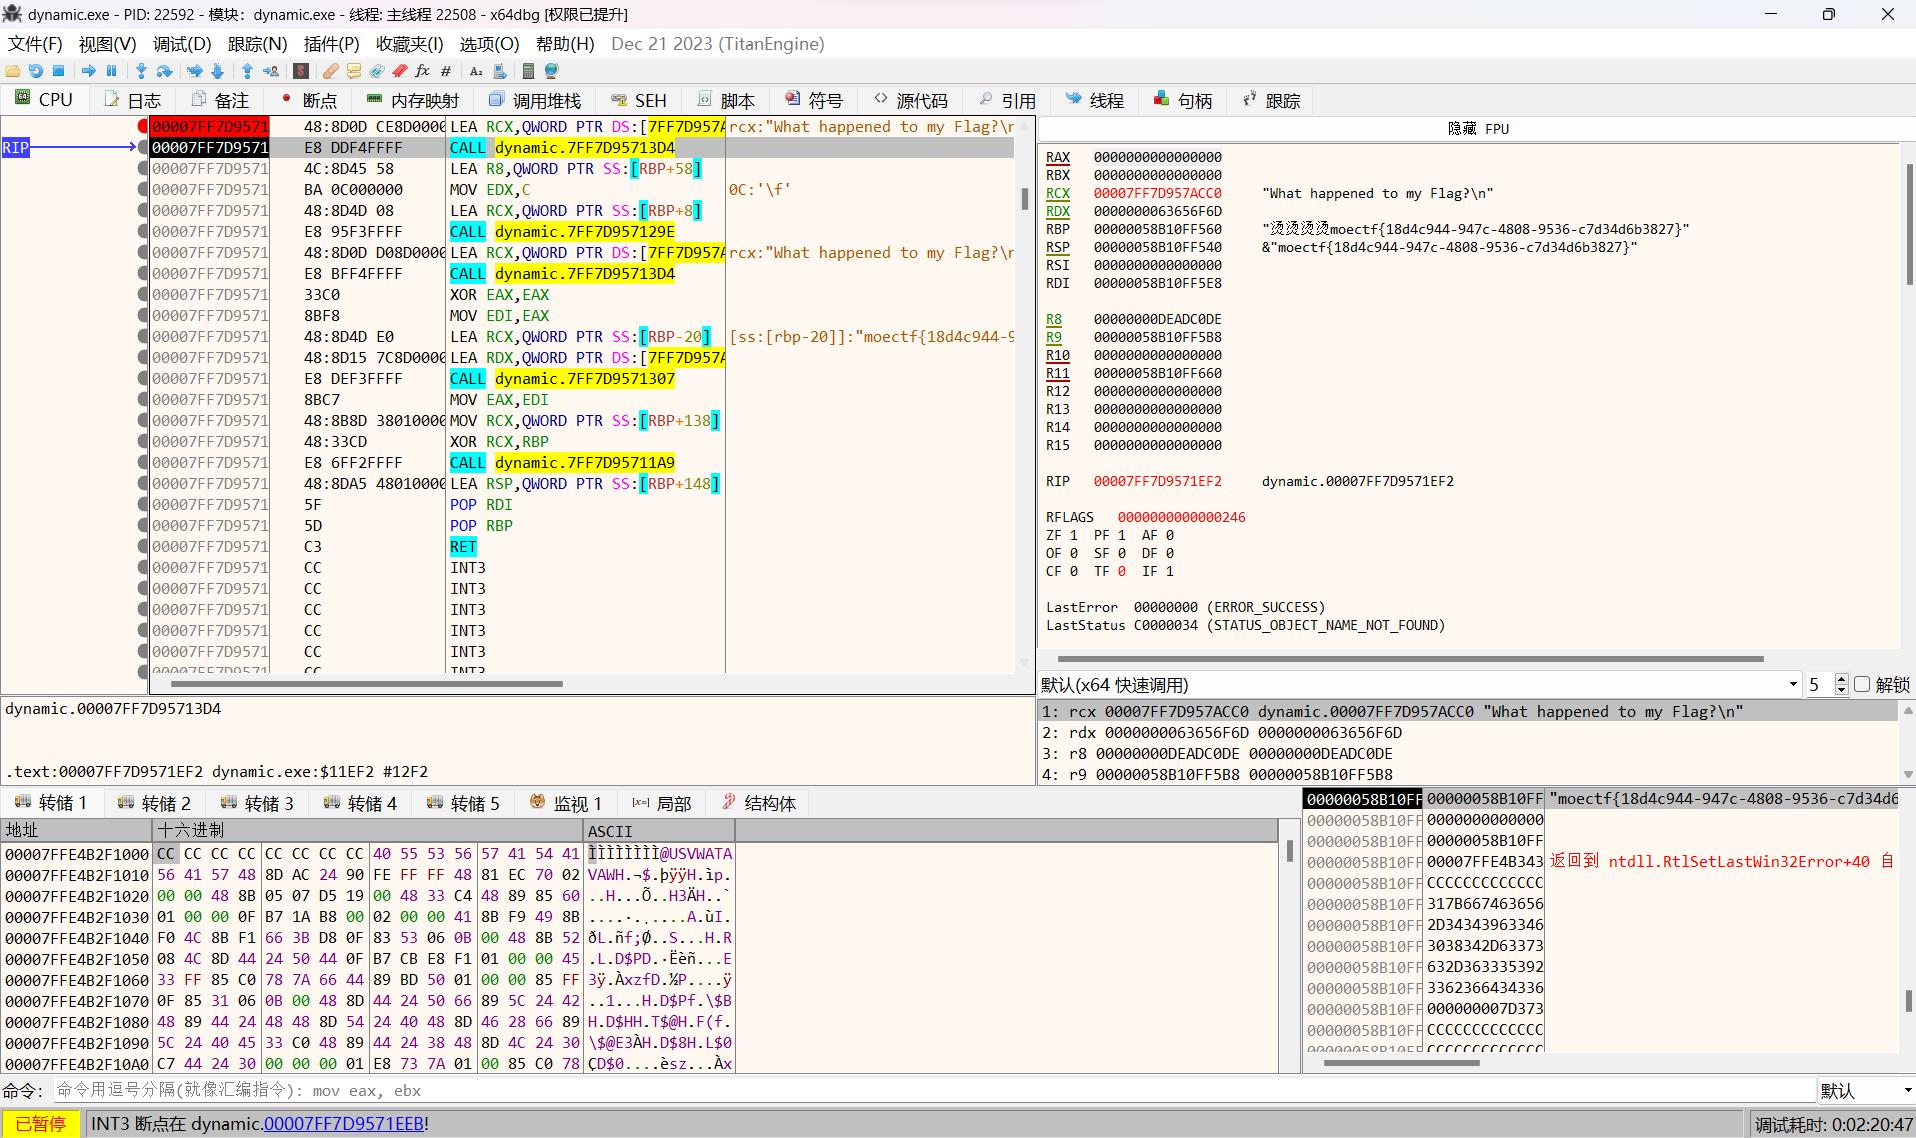 dynamic.exe - PID: 22592 - 模块: dynamic.exe - 线程: 主线程 22508 - x64dbg [权限已提升]
文件(F) 视图(V) 调试(D) 跟踪(N) 插件(P) 收藏夹(I) 选项(O) 帮助(H) Dec 21 2023 (TitanEngine)
CPU 日志 备注 断点 内存映射 调用堆栈 SEH 脚本 符号 源代码 引用 线程 句柄 跟踪
RIP
00007FF7D9571 48:8D0D CE8D0000 LEA RCX,QWORD PTR DS:[7FF7D957A rcx:"What happened to my Flag?\n
00007FF7D9571 E8 DDF4FFFF CALL dynamic.7FF7D95713D4
00007FF7D9571 4C:8D45 58 LEA R8,QWORD PTR SS:[RBP+58]
00007FF7D9571 BA 0C000000 MOV EDX,C 0C:'\f'
00007FF7D9571 48:8D4D 08 LEA RCX,QWORD PTR SS:[RBP+8]
00007FF7D9571 E8 95F3FFFF CALL dynamic.7FF7D957129E
00007FF7D9571 48:8D0D D08D0000 LEA RCX,QWORD PTR DS:[7FF7D957A rcx:"What happened to my Flag?\n
00007FF7D9571 E8 BFF4FFFF CALL dynamic.7FF7D95713D4
00007FF7D9571 33C0 XOR EAX,EAX
00007FF7D9571 8BF8 MOV EDI,EAX
00007FF7D9571 48:8D4D E0 LEA RCX,QWORD PTR SS:[RBP-20] [ss:[rbp-20]]:"moectf{18d4c944-9
00007FF7D9571 48:8D15 7C8D0000 LEA RDX,QWORD PTR DS:[7FF7D957A
00007FF7D9571 E8 DEF3FFFF CALL dynamic.7FF7D9571307
00007FF7D9571 8BC7 MOV EAX,EDI
00007FF7D9571 48:8B8D 38010000 MOV RCX,QWORD PTR SS:[RBP+138]
00007FF7D9571 48:33CD XOR RCX,RBP
00007FF7D9571 E8 6FF2FFFF CALL dynamic.7FF7D95711A9
00007FF7D9571 48:8DA5 48010000 LEA RSP,QWORD PTR SS:[RBP+148]
00007FF7D9571 5F POP RDI
00007FF7D9571 5D POP RBP
00007FF7D9571 C3 RET
00007FF7D9571 CC INT3
00007FF7D9571 CC INT3
00007FF7D9571 CC INT3
00007FF7D9571 CC INT3
00007FF7D9571 CC INT3
00007FF7D9571 CC INT3
隐藏 FPU
RAX 0000000000000000
RBX 0000000000000000
RCX 00007FF7D957ACC0 "What happened to my Flag?\n"
RDX 0000000063656F6D
RBP 00000058B10FF560 "烫烫烫烫moectf{18d4c944-947c-4808-9536-c7d34d6b3827}"
RSP 00000058B10FF540 &"moectf{18d4c944-947c-4808-9536-c7d34d6b3827}"
RSI 0000000000000000
RDI 00000058B10FF5E8
R8 00000000DEADC0DE
R9 00000058B10FF5B8
R10 0000000000000000
R11 00000058B10FF660
R12 0000000000000000
R13 0000000000000000
R14 0000000000000000
R15 0000000000000000
RIP 00007FF7D9571EF2 dynamic.00007FF7D9571EF2
RFLAGS 0000000000000246
ZF 1 PF 1 AF 0
OF 0 SF 0 DF 0
CF 0 TF 0 IF 1
LastError 00000000 (ERROR_SUCCESS)
LastStatus C0000034 (STATUS_OBJECT_NAME_NOT_FOUND)
默认(x64 快速调用) 5 解锁
1: rcx 00007FF7D957ACC0 dynamic.00007FF7D957ACC0 "What happened to my Flag?\n"
2: rdx 0000000063656F6D 0000000063656F6D
3: r8 00000000DEADC0DE 00000000DEADC0DE
4: r9 00000058B10FF5B8 00000058B10FF5B8
dynamic.00007FF7D95713D4
.text:00007FF7D9571EF2 dynamic.exe:$11EF2 #12F2
转储 1 转储 2 转储 3 转储 4 转储 5 监视 1 [x=] 局部 结构体
地址 十六进制 ASCII
00007FFE4B2F1000 CC CC CC CC CC CC CC CC 40 55 53 56 57 41 54 41 ÌÌÌÌÌÌÌÌ@USVWATA
00007FFE4B2F1010 56 41 57 48 8D AC 24 90 FE FF FF 48 81 EC 70 02 VAWH.¬$.þÿÿH.ìp.
00007FFE4B2F1020 00 00 48 8B 05 07 D5 19 00 48 33 C4 48 89 85 60 ..H...Õ..H3ÄH..`
00007FFE4B2F1030 01 00 00 0F B7 1A B8 00 02 00 00 41 8B F9 49 8B ....·.¸....A.ùI.
00007FFE4B2F1040 F0 4C 8B F1 66 3B D8 0F 83 53 06 0B 00 48 8B 52 ðL.ñf;Ø..S...H.R
00007FFE4B2F1050 08 4C 8D 44 24 50 44 0F B7 CB E8 F1 01 00 00 45 .L.D$PD.·Ëèñ...E
00007FFE4B2F1060 33 FF 85 C0 78 7A 66 44 89 BD 50 01 00 00 85 FF 3ÿ.ÀxzfD.½P....ÿ
00007FFE4B2F1070 0F 85 31 06 0B 00 48 8D 44 24 50 66 89 5C 24 42 ..1...H.D$Pf.\$B
00007FFE4B2F1080 48 89 44 24 48 48 8D 54 24 40 48 8D 46 28 66 89 H.D$HH.T$@H.F(f.
00007FFE4B2F1090 5C 24 40 45 33 C0 48 89 44 24 38 48 8D 4C 24 30 \$@E3ÀH.D$8H.L$0
00007FFE4B2F10A0 C7 44 24 30 00 00 00 01 E8 73 7A 01 00 85 C0 78 ÇD$0....èsz...Àx
00000058B10FF 00000058B10FF "moectf{18d4c944-947c-4808-9536-c7d34d6
00000058B10FF 0000000000000
00000058B10FF 00000058B10FF
00000058B10FF 00007FFE4B343 返回到 ntdll.RtlSetLastWin32Error+40 自
00000058B10FF CCCCCCCCCCCCC
00000058B10FF 317B667463656
00000058B10FF 2D34343963346
00000058B10FF 3038342D63373
00000058B10FF 632D363335392
00000058B10FF 3362366434336
00000058B10FF 000000007D373
00000058B10FF CCCCCCCCCCCCC
00000058B10FF CCCCCCCCCCCCC
命令: 命令用逗号分隔(就像汇编指令): mov eax, ebx 默认
已暂停 INT3 断点在 dynamic.00007FF7D9571EEB! 调试耗时: 0:02:20:47